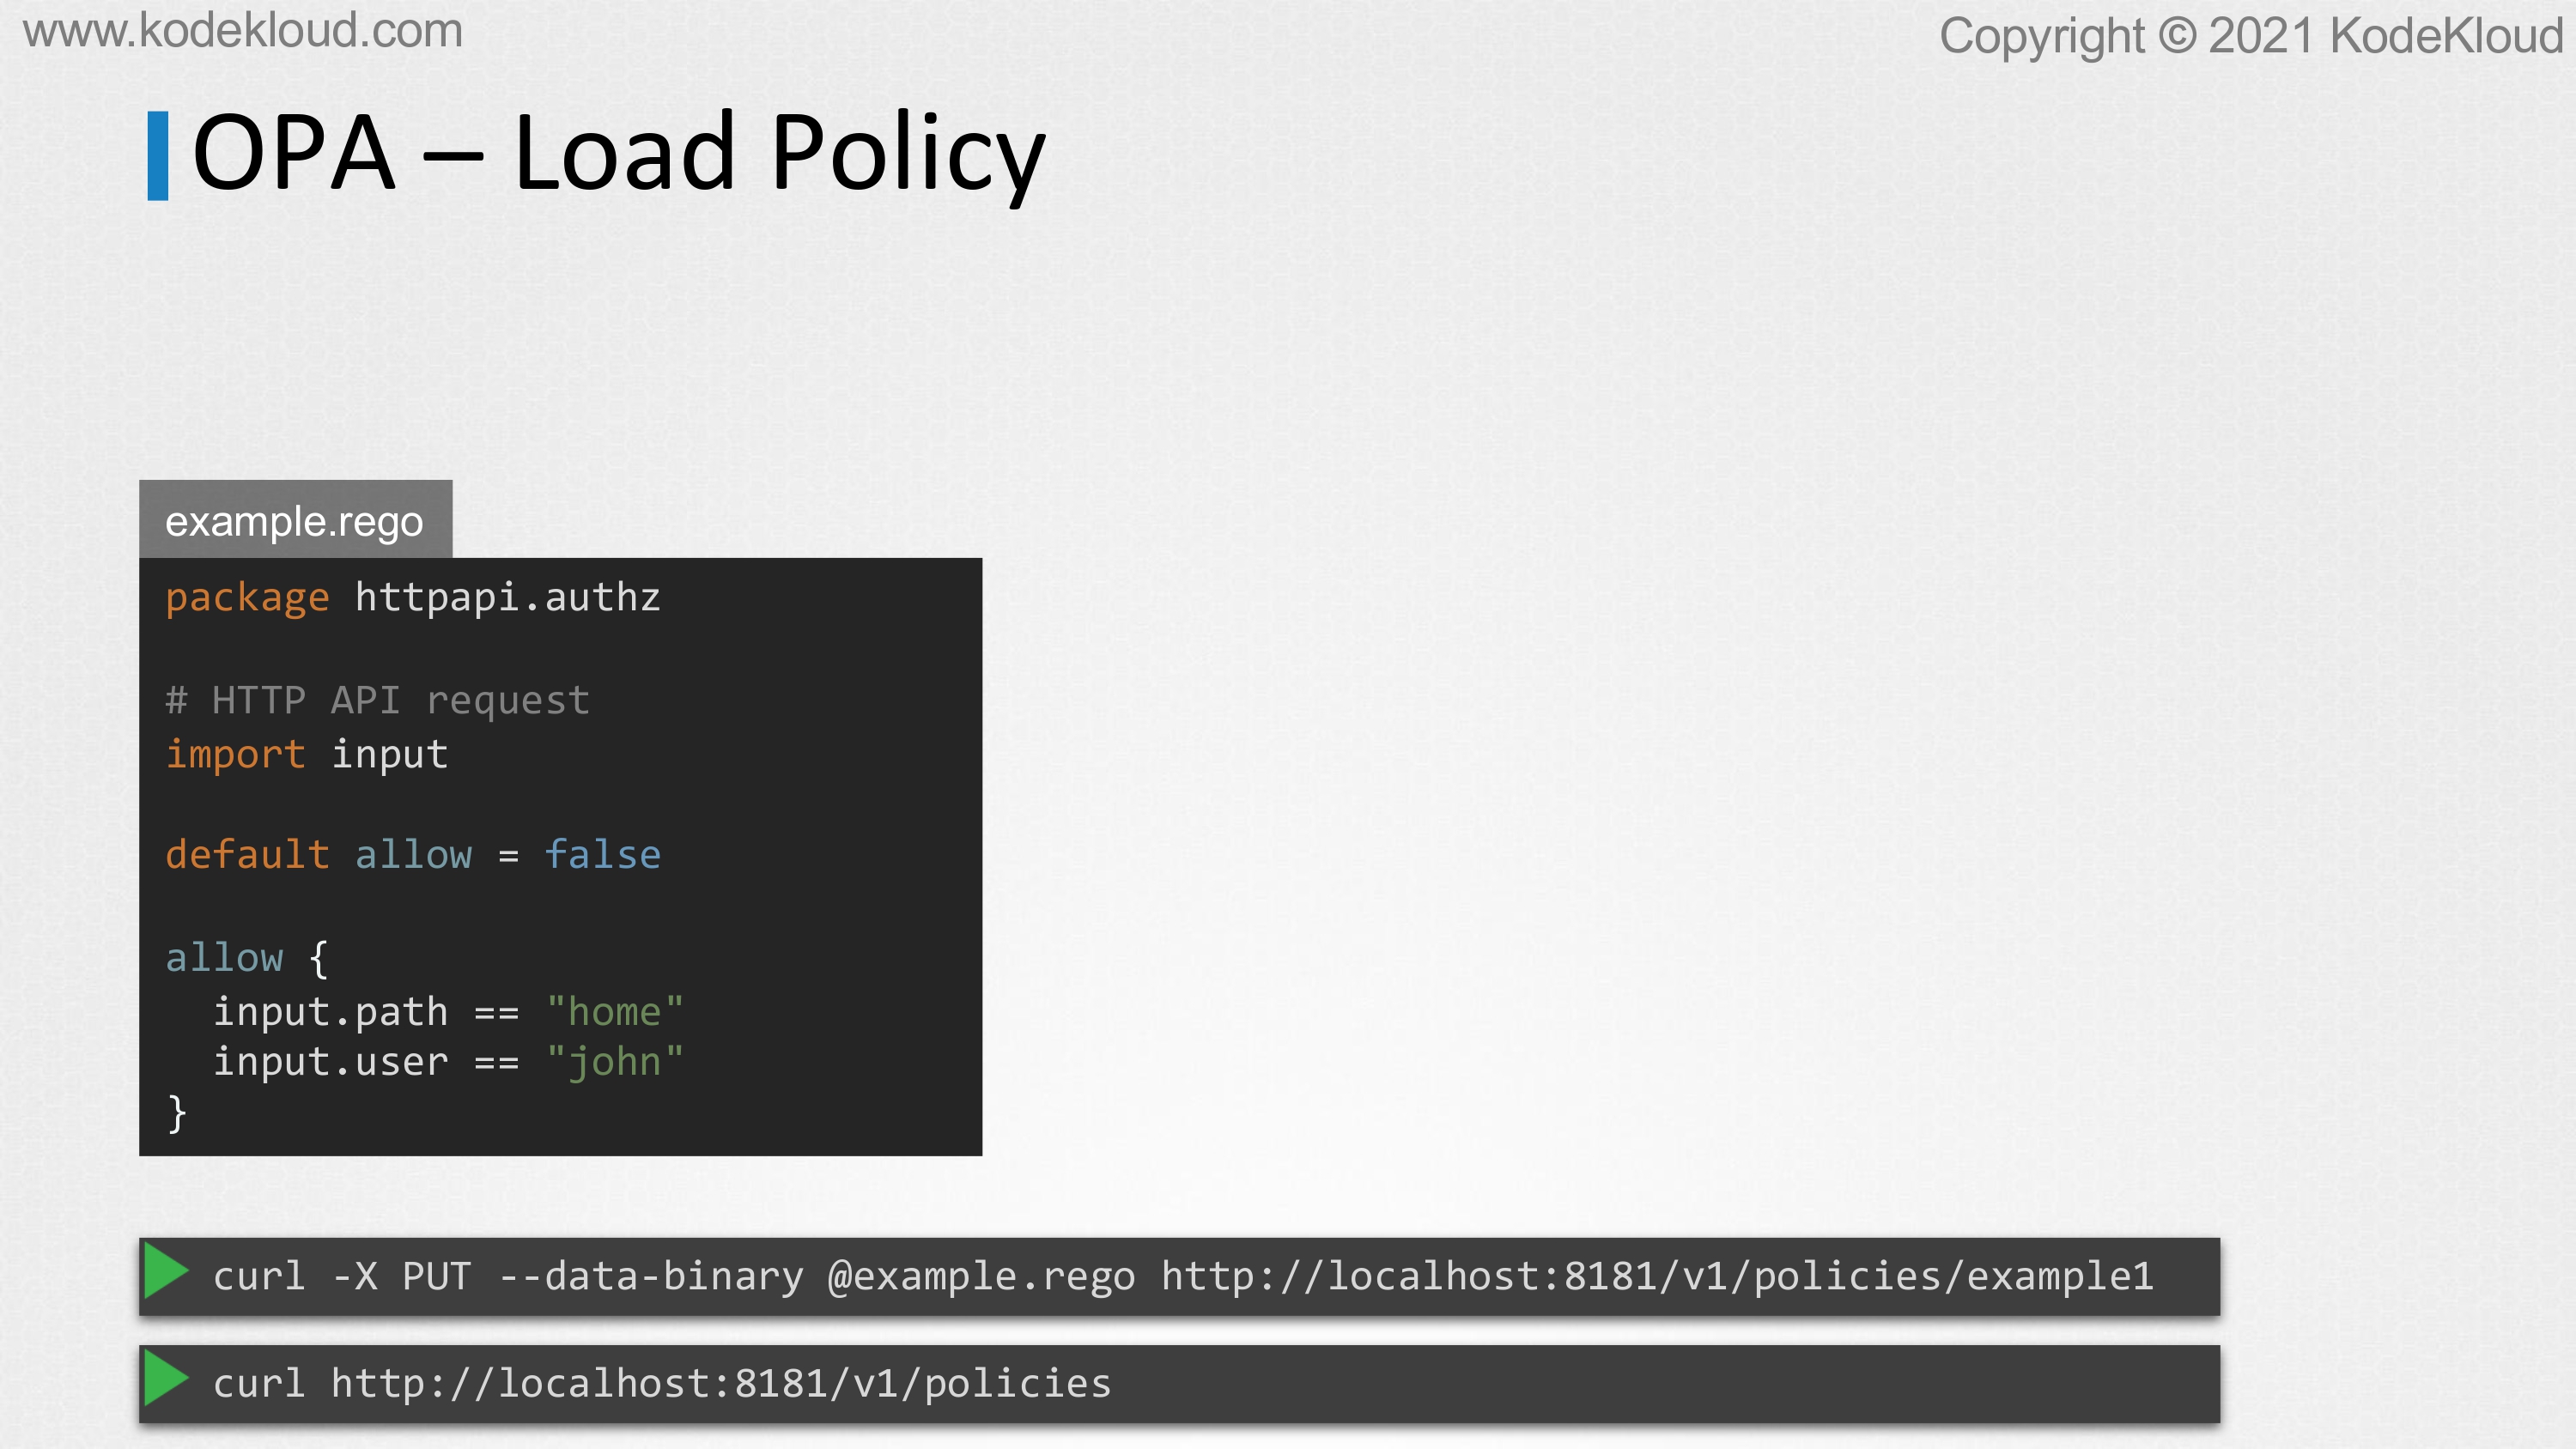 www.kodekloud.com
Copyright © 2021 KodeKloud
OPA – Load Policy
example.rego
package httpapi.authz
# HTTP API request
import input
default allow = false
allow {
  input.path == "home"
  input.user == "john"
}
curl -X PUT --data-binary @example.rego http://localhost:8181/v1/policies/example1
curl http://localhost:8181/v1/policies